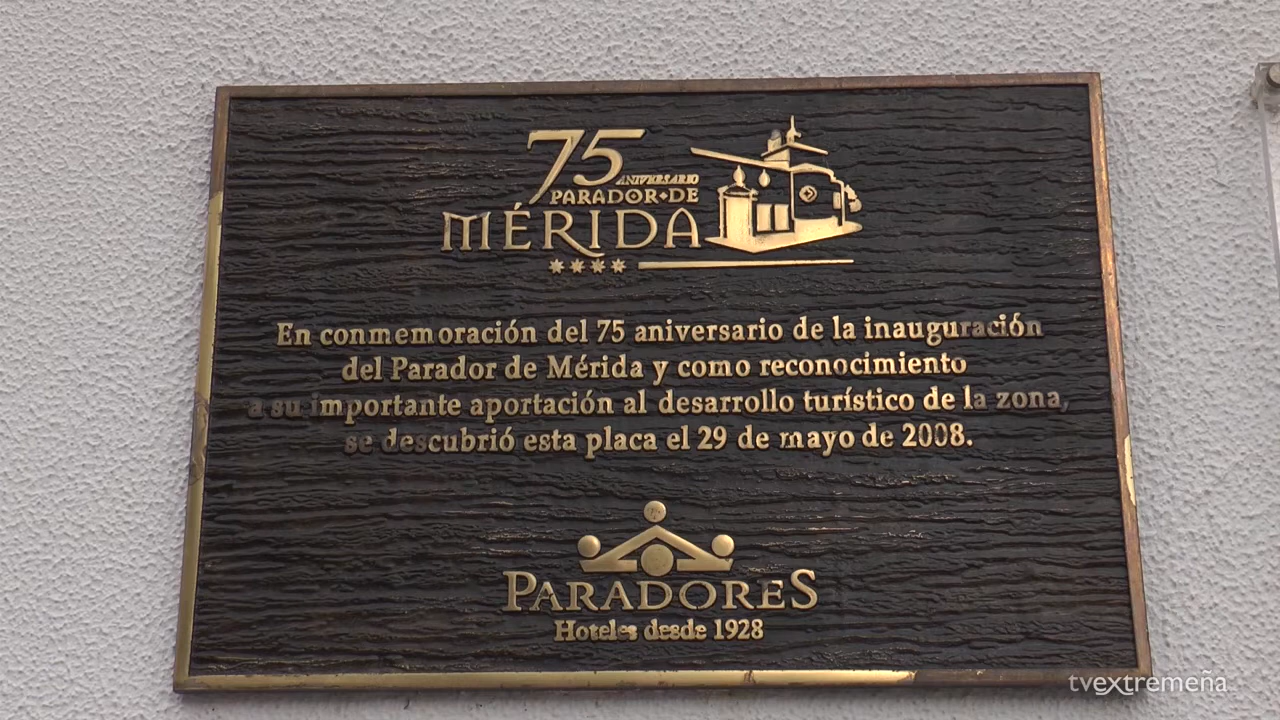 75
ANIVERSARIO
PARADOR DE
MÉRIDA
En conmemoración del 75 aniversario de la inauguración
del Parador de Mérida y como reconocimiento
a su importante aportación al desarrollo turístico de la zona,
se descubrió esta placa el 29 de mayo de 2008.
PARADORES
Hoteles desde 1928
tvextremeña